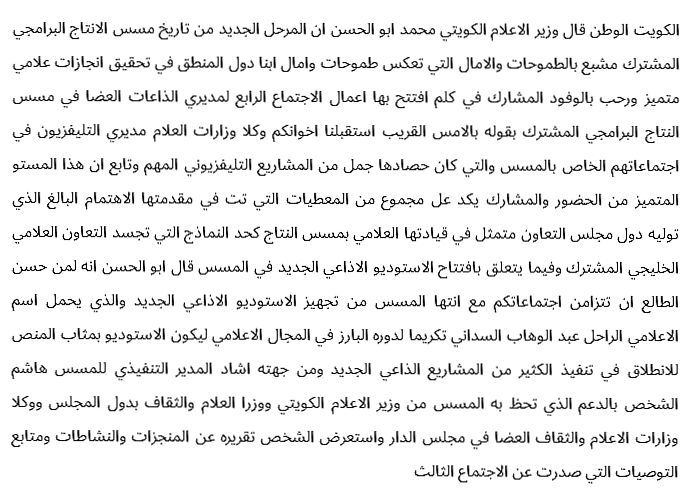 الكويت الوطن قال وزير الاعلام الكويتي محمد ابو الحسن ان المرحل الجديد من تاريخ مسس الانتاج البرامجي
المشترك مشبع بالطموحات والامال التي تعكس طموحات وامال ابنا دول المنطق في تحقيق انجازات علامي
متميز ورحب بالوفود المشارك في كلم افتتح بها اعمال الاجتماع الرابع لمديري الذاعات العضا في مسس
النتاج البرامجي المشترك بقوله بالامس القريب استقبلنا اخوانكم وكلا وزارات العلام مديري التليفزيون في
اجتماعاتهم الخاص بالمسس والتي كان حصادها جمل من المشاريع التليفزيوني المهم وتابع ان هذا المستو
المتميز من الحضور والمشارك يكد عل مجموع من المعطيات التي تت في مقدمتها الاهتمام البالغ الذي
توليه دول مجلس التعاون متمثل في قيادتها العلامي بمسس النتاج كحد النماذج التي تجسد التعاون العلامي
الخليجي المشترك وفيما يتعلق بافتتاح الاستوديو الاذاعي الجديد في المسس قال ابو الحسن انه لمن حسن
الطالع ان تتزامن اجتماعاتكم مع انتها المسس من تجهيز الاستوديو الاذاعي الجديد والذي يحمل اسم
الاعلامي الراحل عبد الوهاب السداني تكريما لدوره البارز في المجال الاعلامي ليكون الاستوديو بمثاب المنص
للانطلاق في تنفيذ الكثير من المشاريع الذاعي الجديد ومن جهته اشاد المدير التنفيذي للمسس هاشم
الشخص بالدعم الذي تحظ به المسس من وزير الاعلام الكويتي ووزرا العلام والثقاف بدول المجلس ووكلا
وزارات الاعلام والثقاف العضا في مجلس الدار واستعرض الشخص تقريره عن المنجزات والنشاطات ومتابع
التوصيات التي صدرت عن الاجتماع الثالث